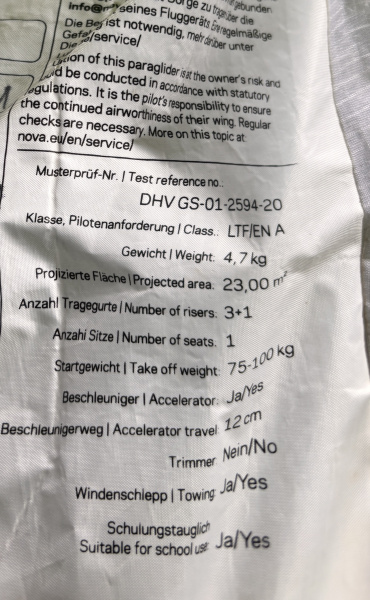 info@
seines Fluggeräts
Die
ist notwendig, mehr darüber unter
/service/
of this paraglider is at the owner's risk and
be conducted in accordance with statutory
regulations. It is the pilot's responsibility to ensure
the continued airworthiness of their wing. Regular
checks are necessary. More on this topic at
nova.eu/en/service/
Musterprüf-Nr. | Test reference no.:
DHV GS-01-2594-20
Klasse, Pilotenanforderung | Class.: LTF/EN A
Gewicht | Weight: 4,7 kg
Projizierte Fläche | Projected area: 23,00 m²
Anzahl Tragegurte | Number of risers: 3+1
Anzahl Sitze | Number of seats: 1
Startgewicht | Take off weight: 75-100 kg
Beschleuniger | Accelerator: Ja/Yes
Beschleunigerweg | Accelerator travel: 12 cm
Trimmer Nein/No
Windenschlepp | Towing Ja/Yes
Schulungstauglich
Suitable for school use: Ja/Yes